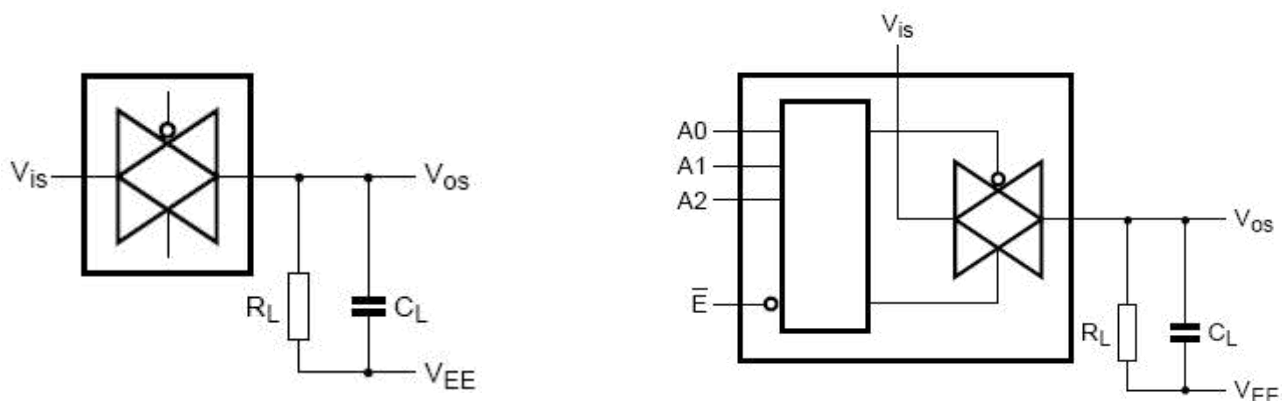 V_is
V_os
R_L
C_L
V_EE
V_is
A0
A1
A2
E̅
V_os
R_L
C_L
V_EE